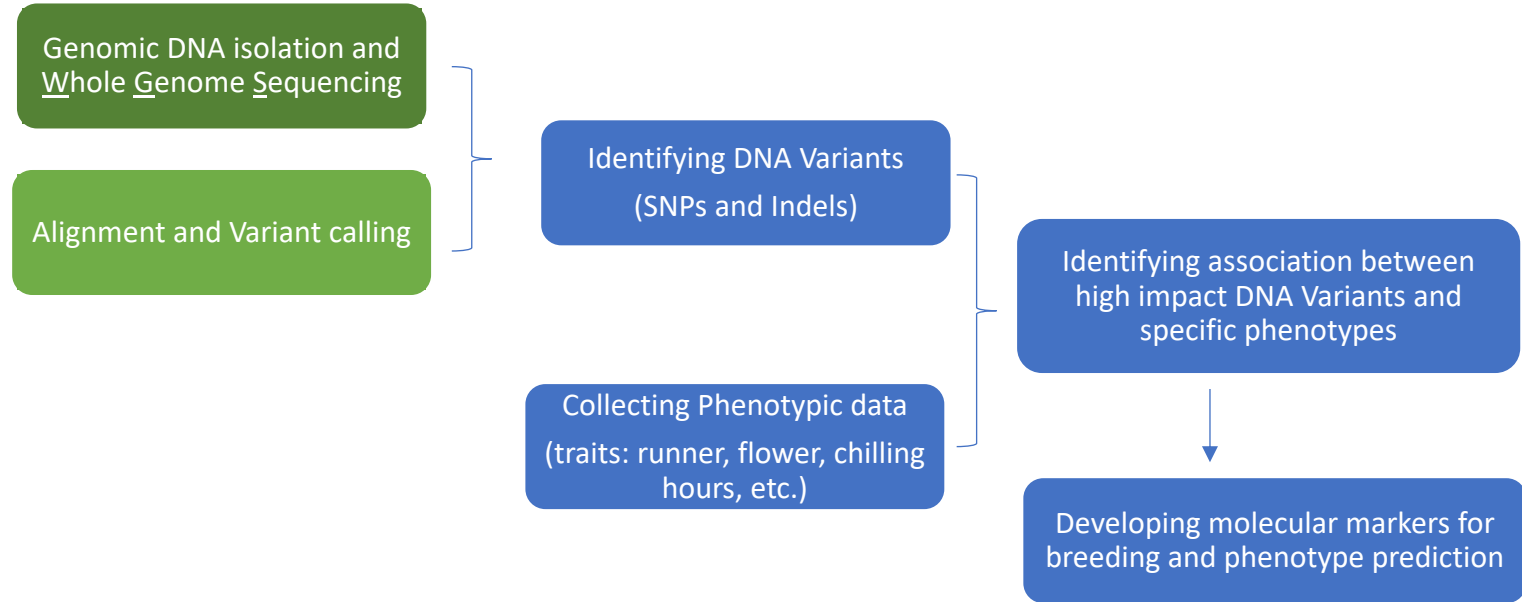 Genomic DNA isolation and
Whole Genome Sequencing
Alignment and Variant calling
Identifying DNA Variants
(SNPs and Indels)
Collecting Phenotypic data
(traits: runner, flower, chilling
hours, etc.)
Identifying association between
high impact DNA Variants and
specific phenotypes
Developing molecular markers for
breeding and phenotype prediction